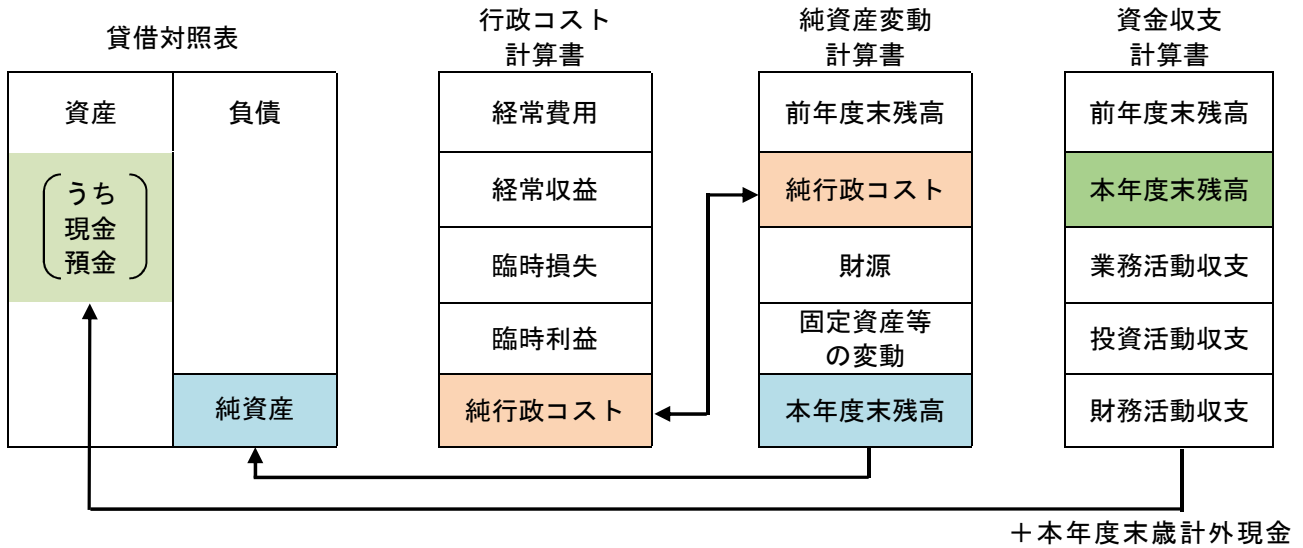 貸借対照表
資産
負債
うち
現金
預金
純資産
行政コスト
計算書
経常費用
経常収益
臨時損失
臨時利益
純行政コスト
純資産変動
計算書
前年度末残高
純行政コスト
財源
固定資産等
の変動
本年度末残高
資金収支
計算書
前年度末残高
本年度末残高
業務活動収支
投資活動収支
財務活動収支
＋本年度末歳計外現金